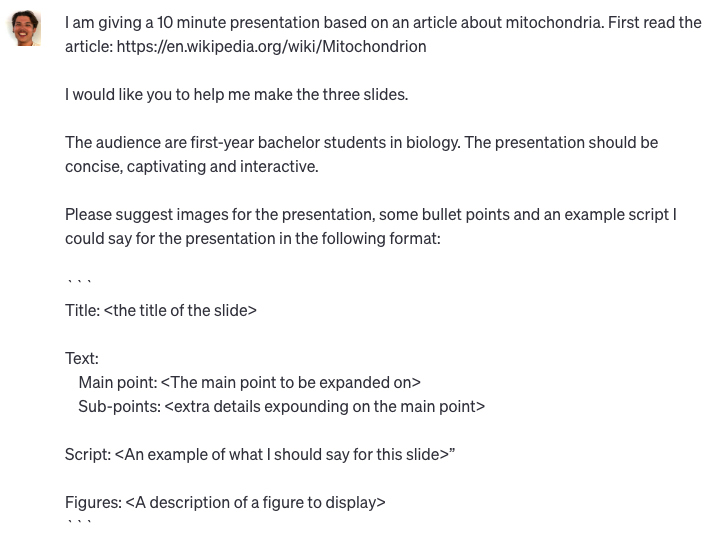 I am giving a 10 minute presentation based on an article about mitochondria. First read the
article: https://en.wikipedia.org/wiki/Mitochondrion
I would like you to help me make the three slides.
The audience are first-year bachelor students in biology. The presentation should be
concise, captivating and interactive.
Please suggest images for the presentation, some bullet points and an example script I
could say for the presentation in the following format:
` ` `
Title: <the title of the slide>
Text:
Main point: <The main point to be expanded on>
Sub-points: <extra details expounding on the main point>
Script: <An example of what I should say for this slide>”
Figures: <A description of a figure to display>
` ` `